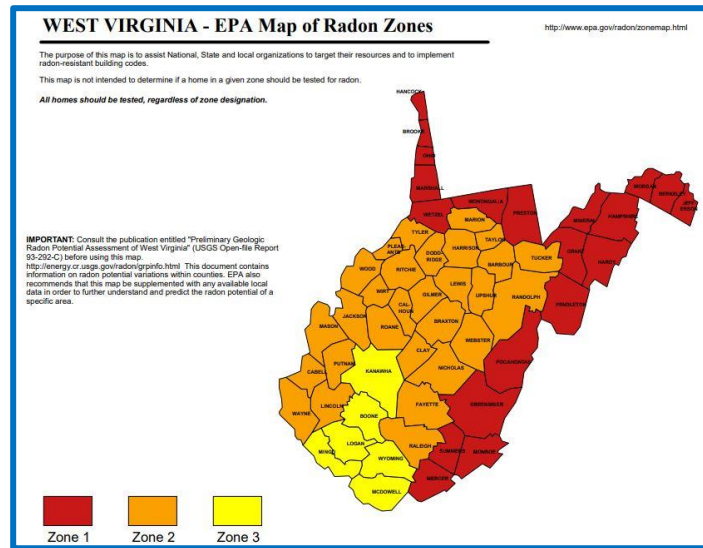 WEST VIRGINIA - EPA Map of Radon Zones
http://www.epa.gov/radon/zonemap.html
The purpose of this map is to assist National, State and local organizations to target their resources and to implement
radon-resistant building codes.
This map is not intended to determine if a home in a given zone should be tested for radon.
All homes should be tested, regardless of zone designation.
IMPORTANT: Consult the publication entitled "Preliminary Geologic
Radon Potential Assessment of West Virginia" (USGS Open-file Report
93-292-C) before using this map.
http://energy.cr.usgs.gov/radon/grpinfo.html This document contains
information on radon potential variations within counties. EPA also
recommends that this map be supplemented with any available local
data in order to further understand and predict the radon potential of a
specific area.
HANCOCK
BROOKE
OHIO
MARSHALL
WETZEL
MONONGALIA
MARION
PRESTON
MORGAN
BERKELEY
JEFF
ERSON
MINERAL
HAMPSHIRE
GRANT
HARDY
TYLER
PLEAS-
ANTS
DODD-
RIDGE
HARRISON
TAYLOR
BARBOUR
TUCKER
WOOD
RITCHIE
WIRT
CAL-
HOUN
GILMER
LEWIS
UPSHUR
RANDOLPH
PENDLETON
MASON
JACKSON
ROANE
BRAXTON
WEBSTER
POCAHONTAS
CABELL
PUTNAM
KANAWHA
CLAY
NICHOLAS
WAYNE
LINCOLN
BOONE
FAYETTE
GREENBRIER
MINGO
LOGAN
WYOMING
RALEIGH
SUMMERS
MONROE
MCDOWELL
MERCER
Zone 1
Zone 2
Zone 3